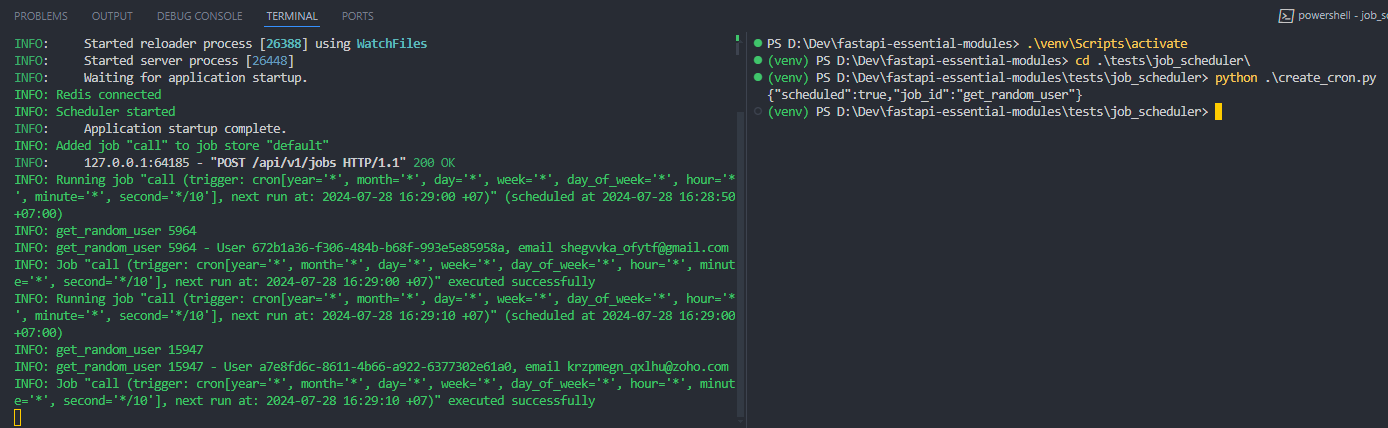 PROBLEMS OUTPUT DEBUG CONSOLE TERMINAL PORTS
powershell - job_s
INFO: Started reloader process [26388] using WatchFiles
INFO: Started server process [26448]
INFO: Waiting for application startup.
INFO: Redis connected
INFO: Scheduler started
INFO: Application startup complete.
INFO: Added job "call" to job store "default"
INFO: 127.0.0.1:64185 - "POST /api/v1/jobs HTTP/1.1" 200 OK
INFO: Running job "call (trigger: cron[year='*', month='*', day='*', week='*', day_of_week='*', hour='*
', minute='*', second='*/10'], next run at: 2024-07-28 16:29:00 +07)" (scheduled at 2024-07-28 16:28:50
+07:00)
INFO: get_random_user 5964
INFO: get_random_user 5964 - User 672b1a36-f306-484b-b68f-993e5e85958a, email shegvvka_ofytf@gmail.com
INFO: Job "call (trigger: cron[year='*', month='*', day='*', week='*', day_of_week='*', hour='*', minut
e='*', second='*/10'], next run at: 2024-07-28 16:29:00 +07)" executed successfully
INFO: Running job "call (trigger: cron[year='*', month='*', day='*', week='*', day_of_week='*', hour='*
', minute='*', second='*/10'], next run at: 2024-07-28 16:29:10 +07)" (scheduled at 2024-07-28 16:29:00
+07:00)
INFO: get_random_user 15947
INFO: get_random_user 15947 - User a7e8fd6c-8611-4b66-a922-6377302e61a0, email krzpmegn_qxlhu@zoho.com
INFO: Job "call (trigger: cron[year='*', month='*', day='*', week='*', day_of_week='*', hour='*', minut
e='*', second='*/10'], next run at: 2024-07-28 16:29:10 +07)" executed successfully
PS D:\Dev\fastapi-essential-modules> .\venv\Scripts\activate
(venv) PS D:\Dev\fastapi-essential-modules> cd .\tests\job_scheduler\
(venv) PS D:\Dev\fastapi-essential-modules\tests\job_scheduler> python .\create_cron.py
{"scheduled":true,"job_id":"get_random_user"}
(venv) PS D:\Dev\fastapi-essential-modules\tests\job_scheduler>